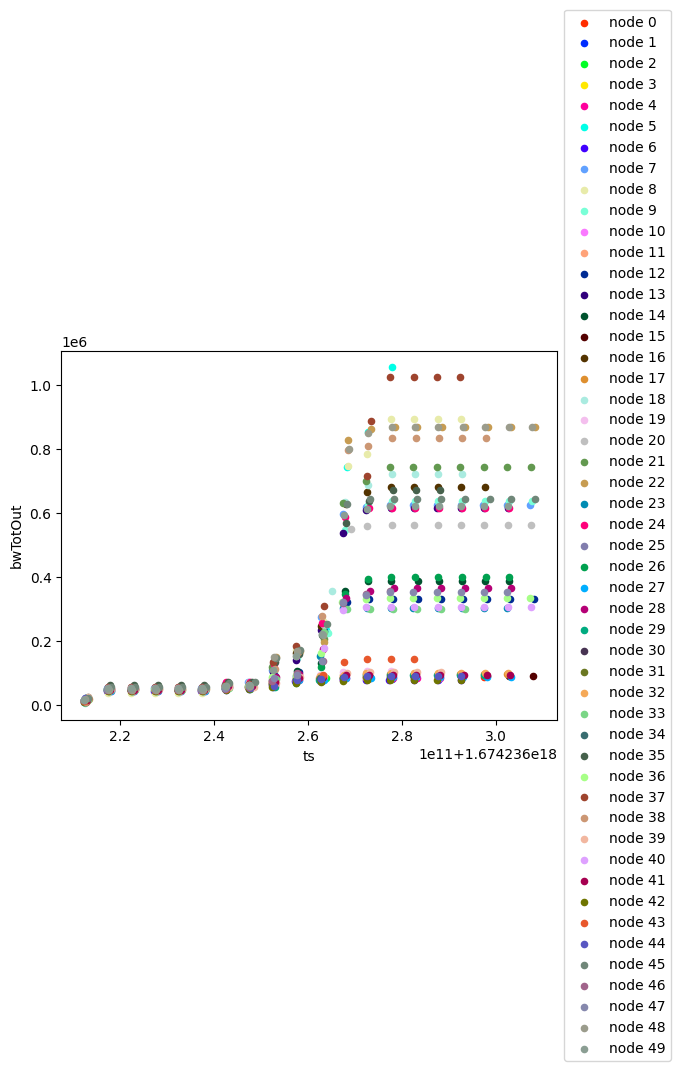 node 0
node 1
node 2
node 3
node 4
node 5
node 6
node 7
node 8
node 9
node 10
node 11
node 12
node 13
node 14
node 15
node 16
node 17
node 18
node 19
node 20
node 21
node 22
node 23
node 24
node 25
node 26
node 27
node 28
node 29
node 30
node 31
node 32
node 33
node 34
node 35
node 36
node 37
node 38
node 39
node 40
node 41
node 42
node 43
node 44
node 45
node 46
node 47
node 48
node 49
1e6
1.0
0.8
0.6
0.4
0.2
0.0
bwTotOut
2.2
2.4
2.6
2.8
3.0
ts
1e11+1.674236e18